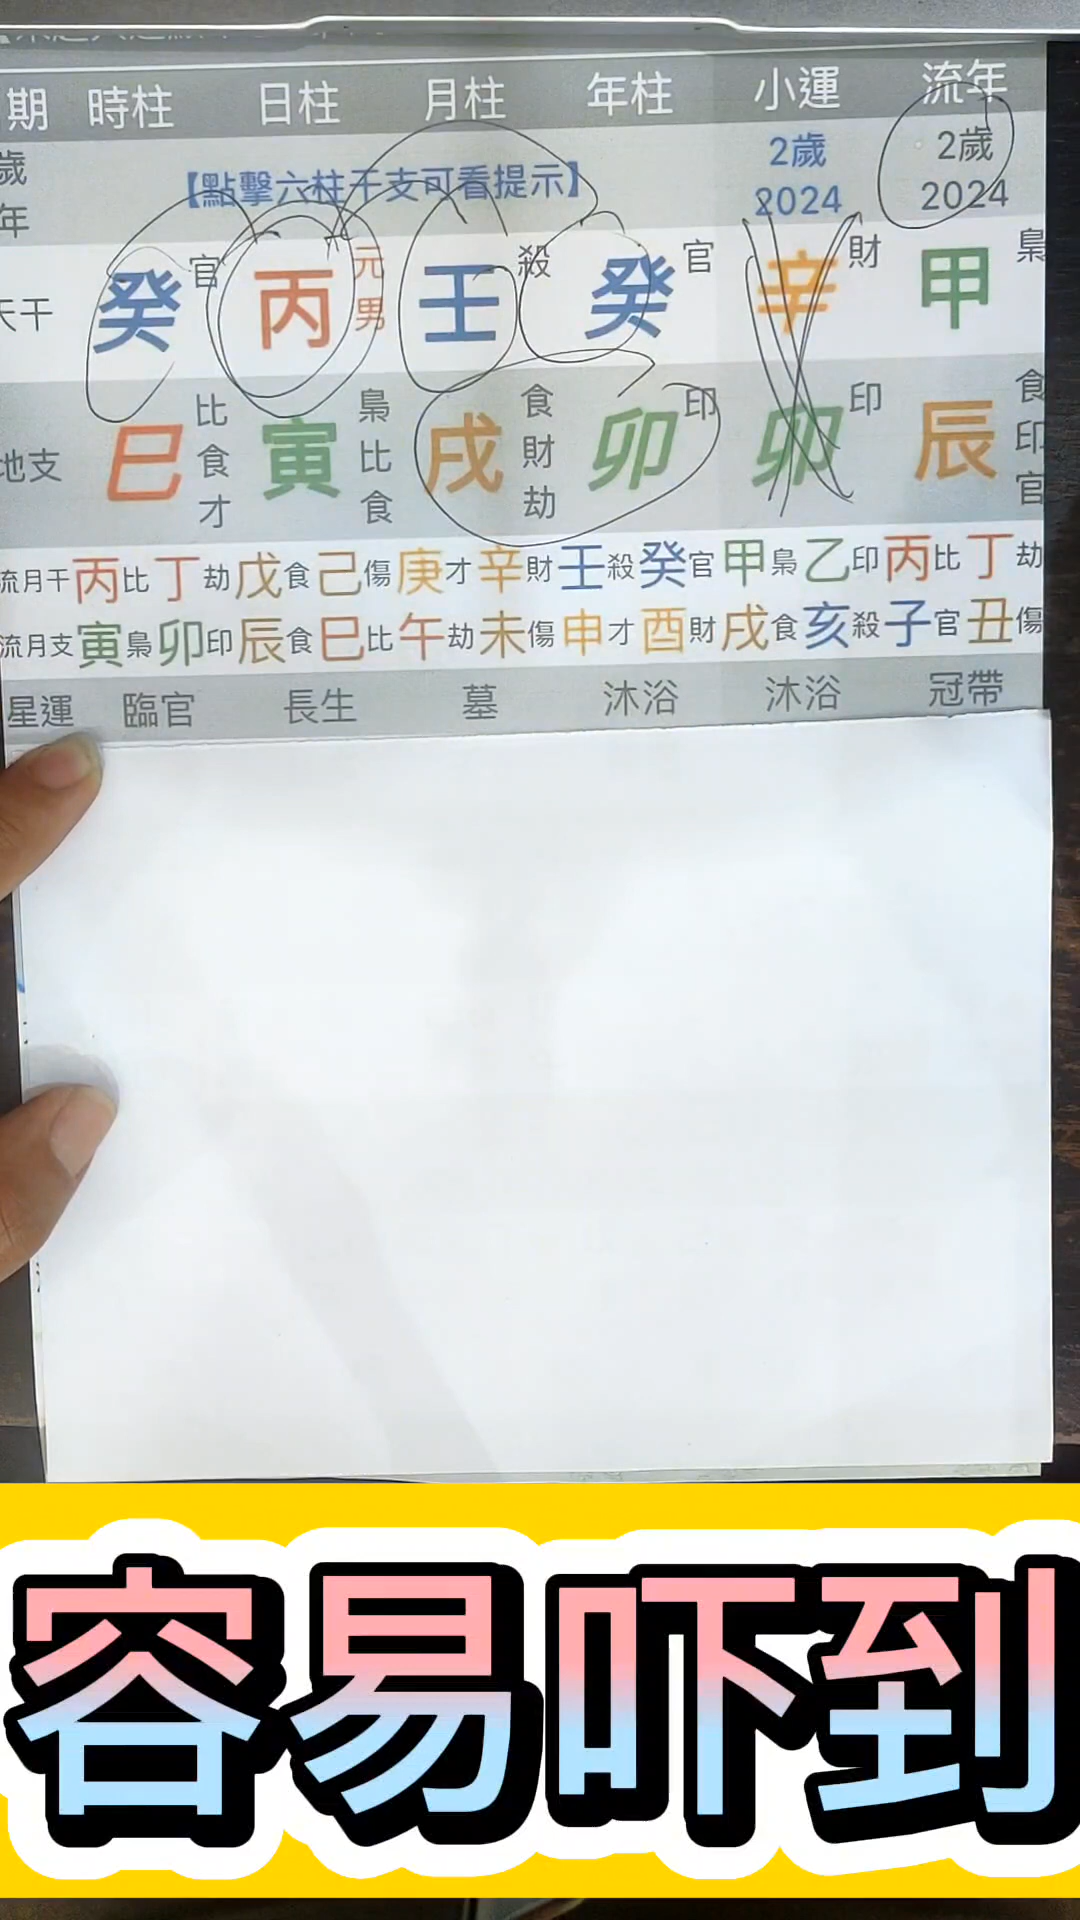 期 時柱 日柱 月柱 年柱 小運 流年
歲 2歲 2歲
【點擊六柱干支可看提示】
年 2024 2024
天干 癸 官 丙 元男 壬 殺 癸 官 辛 財 甲 梟
地支 巳 比食才 寅 梟比食 戌 食財劫 卯 印 卯 印 辰 食印官
流月干 丙比 丁劫 戊食 己傷 庚才 辛財 壬殺 癸官 甲梟 乙印 丙比 丁劫
流月支 寅梟 卯印 辰食 巳比 午劫 未傷 申才 酉財 戌食 亥殺 子官 丑傷
星運 臨官 長生 墓 沐浴 沐浴 冠帶
容易吓到